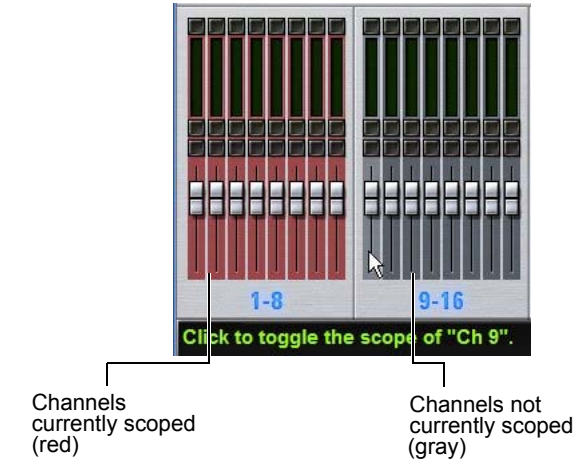 1-8
9-16
Click to toggle the scope of "Ch 9".
Channels
currently scoped
(red)
Channels not
currently scoped
(gray)